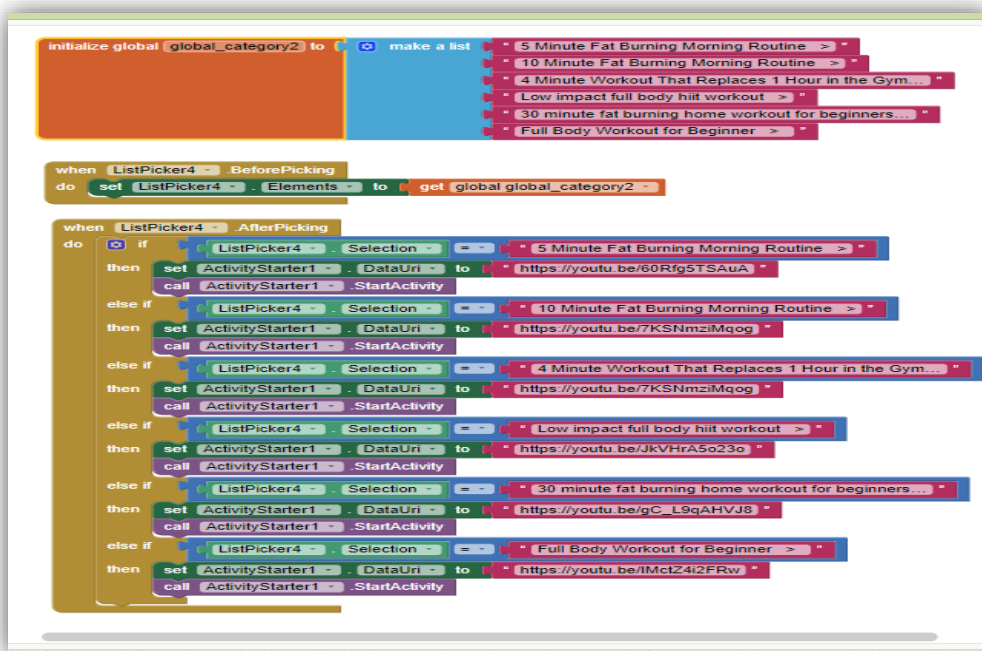 initialize global global_category2 to make a list " 5 Minute Fat Burning Morning Routine > "
" 10 Minute Fat Burning Morning Routine > "
" 4 Minute Workout That Replaces 1 Hour in the Gym... "
" Low impact full body hiit workout > "
" 30 minute fat burning home workout for beginners... "
" Full Body Workout for Beginner > "
when ListPicker4 .BeforePicking
do set ListPicker4 . Elements to get global global_category2
when ListPicker4 .AfterPicking
do if ListPicker4 . Selection = " 5 Minute Fat Burning Morning Routine > "
then set ActivityStarter1 . DataUri to " https://youtu.be/60Rfg5TSAuA "
call ActivityStarter1 .StartActivity
else if ListPicker4 . Selection = " 10 Minute Fat Burning Morning Routine > "
then set ActivityStarter1 . DataUri to " https://youtu.be/7KSNmziMqog "
call ActivityStarter1 .StartActivity
else if ListPicker4 . Selection = " 4 Minute Workout That Replaces 1 Hour in the Gym... "
then set ActivityStarter1 . DataUri to " https://youtu.be/7KSNmziMqog "
call ActivityStarter1 .StartActivity
else if ListPicker4 . Selection = " Low impact full body hiit workout > "
then set ActivityStarter1 . DataUri to " https://youtu.be/JkVHrA5o23o "
call ActivityStarter1 .StartActivity
else if ListPicker4 . Selection = " 30 minute fat burning home workout for beginners... "
then set ActivityStarter1 . DataUri to " https://youtu.be/gC_L9qAHVJ8 "
call ActivityStarter1 .StartActivity
else if ListPicker4 . Selection = " Full Body Workout for Beginner > "
then set ActivityStarter1 . DataUri to " https://youtu.be/IMctZ4i2FRw "
call ActivityStarter1 .StartActivity